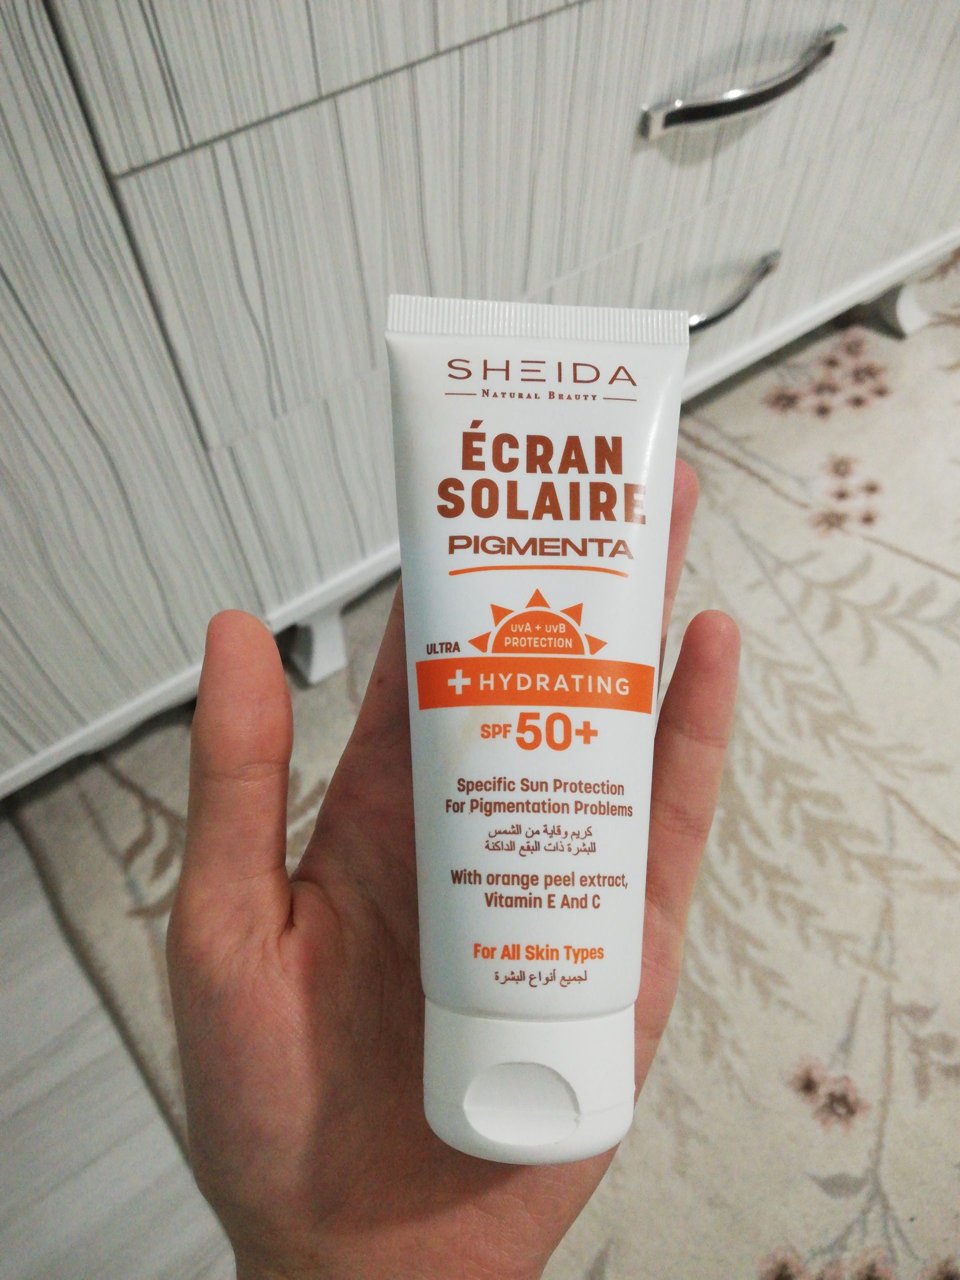 SHEIDA
NATURAL BEAUTY
ÉCRAN
SOLAIRE
PIGMENTA
UVA + UVB
PROTECTION
ULTRA
+ HYDRATING
SPF 50+
Specific Sun Protection
For Pigmentation Problems
كريم وقاية من الشمس
للبشرة ذات البقع الداكنة
With orange peel extract,
Vitamin E And C
For All Skin Types
لجميع أنواع البشرة